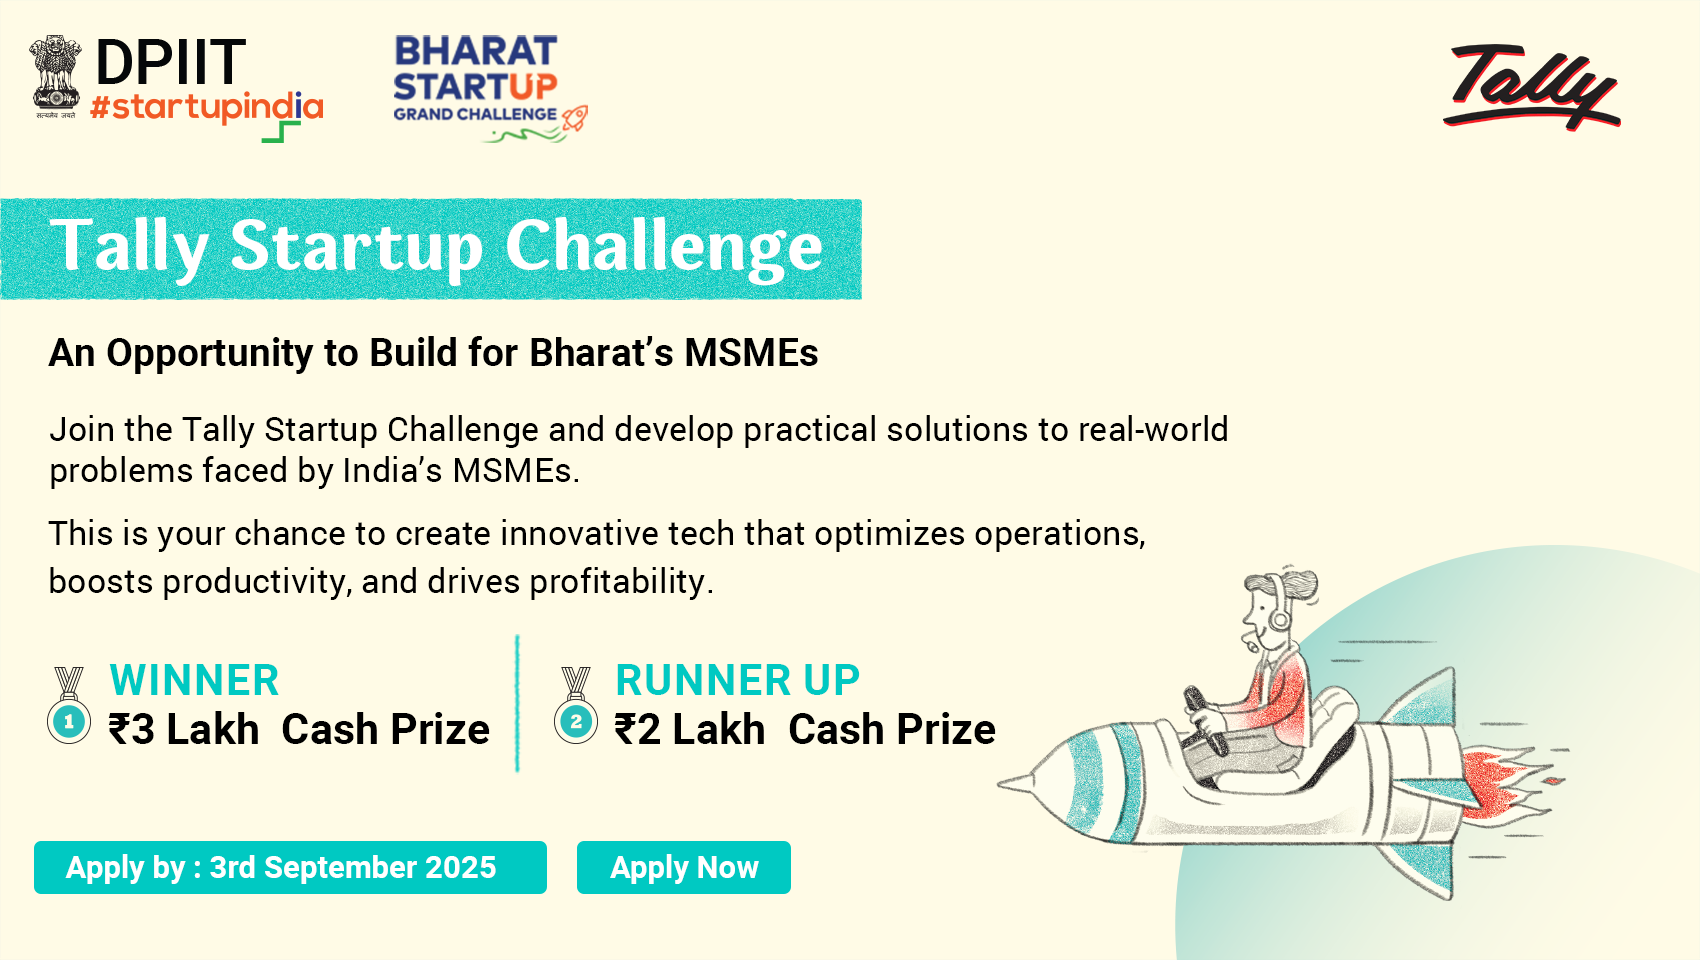 DPIIT
#startupindia
सत्यमेव जयते
BHARAT
STARTUP
GRAND CHALLENGE
Tally
Tally Startup Challenge
An Opportunity to Build for Bharat’s MSMEs
Join the Tally Startup Challenge and develop practical solutions to real-world
problems faced by India’s MSMEs.
This is your chance to create innovative tech that optimizes operations,
boosts productivity, and drives profitability.
1 WINNER
₹3 Lakh Cash Prize
2 RUNNER UP
₹2 Lakh Cash Prize
Apply by : 3rd September 2025
Apply Now